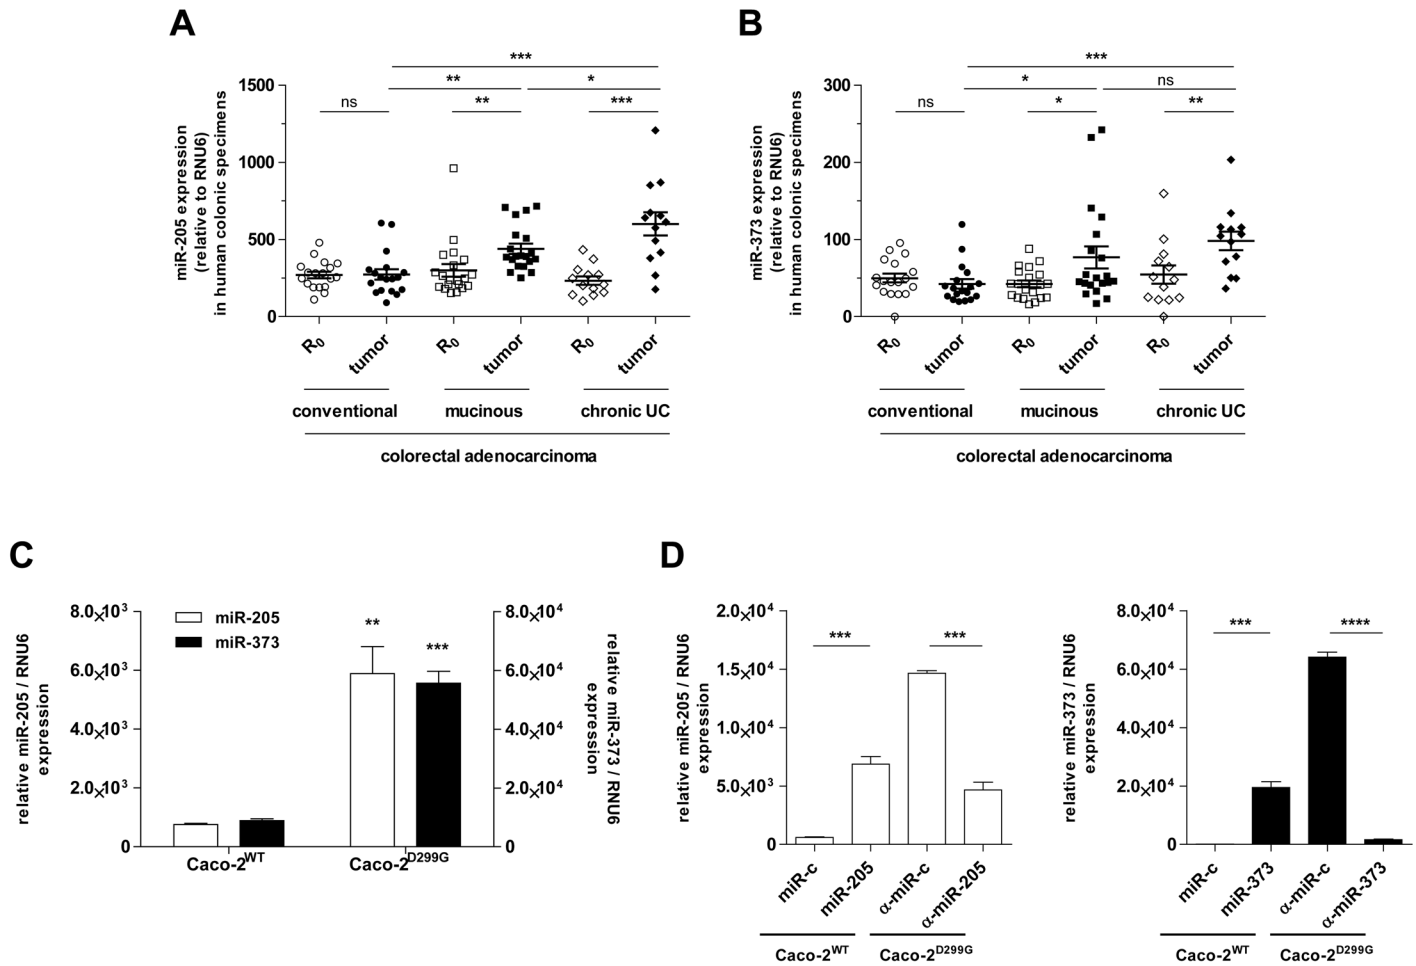 A
miR-205 expression
(relative to RNU6)
in human colonic specimens
1500
1000
500
0
***
** *
ns ** ***
R0 tumor R0 tumor R0 tumor
conventional mucinous chronic UC
colorectal adenocarcinoma
B
miR-373 expression
(relative to RNU6)
in human colonic specimens
300
200
100
0
***
* ns
ns * **
R0 tumor R0 tumor R0 tumor
conventional mucinous chronic UC
colorectal adenocarcinoma
C
relative miR-205 / RNU6
expression
8.0×10³
6.0×10³
4.0×10³
2.0×10³
0
miR-205
miR-373
** ***
8.0×10⁴
6.0×10⁴
4.0×10⁴
2.0×10⁴
0
relative miR-373 / RNU6
expression
Caco-2WT Caco-2D299G
D
relative miR-205 / RNU6
expression
2.0×10⁴
1.5×10⁴
1.0×10⁴
5.0×10³
0
*** ***
miR-c miR-205 α-miR-c α-miR-205
Caco-2WT Caco-2D299G
relative miR-373 / RNU6
expression
8.0×10⁴
6.0×10⁴
4.0×10⁴
2.0×10⁴
0
*** ****
miR-c miR-373 α-miR-c α-miR-373
Caco-2WT Caco-2D299G